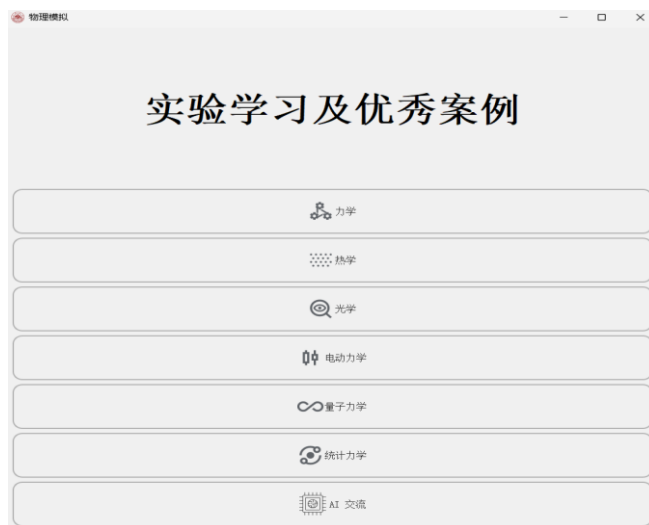 物理模拟
实验学习及优秀案例
力学
热学
光学
电动力学
量子力学
统计力学
AI 交流